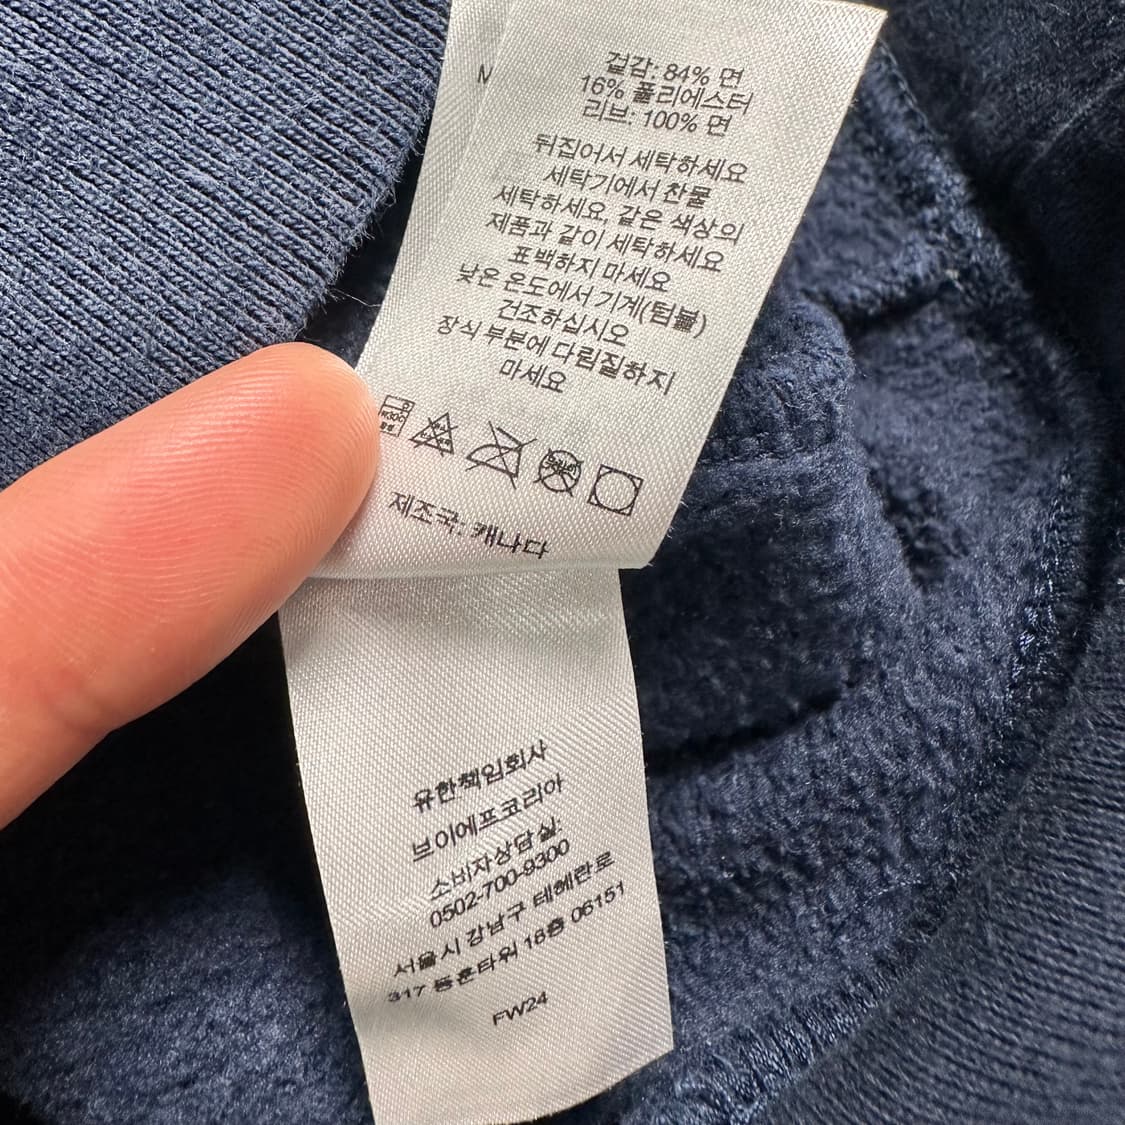 겉감: 84% 면
16% 폴리에스터
리브: 100% 면
뒤집어서 세탁하세요
세탁기에서 찬물
세탁하세요, 같은 색상의
제품과 같이 세탁하세요
표백하지 마세요
낮은 온도에서 기계(텀블)
건조하십시오
장식 부분에 다림질하지
마세요
제조국: 캐나다
유한책임회사
브이에프코리아
소비자상담실:
0502-700-9300
서울시 강남구 테헤란로
317 동훈타워 18층 06151
FW24